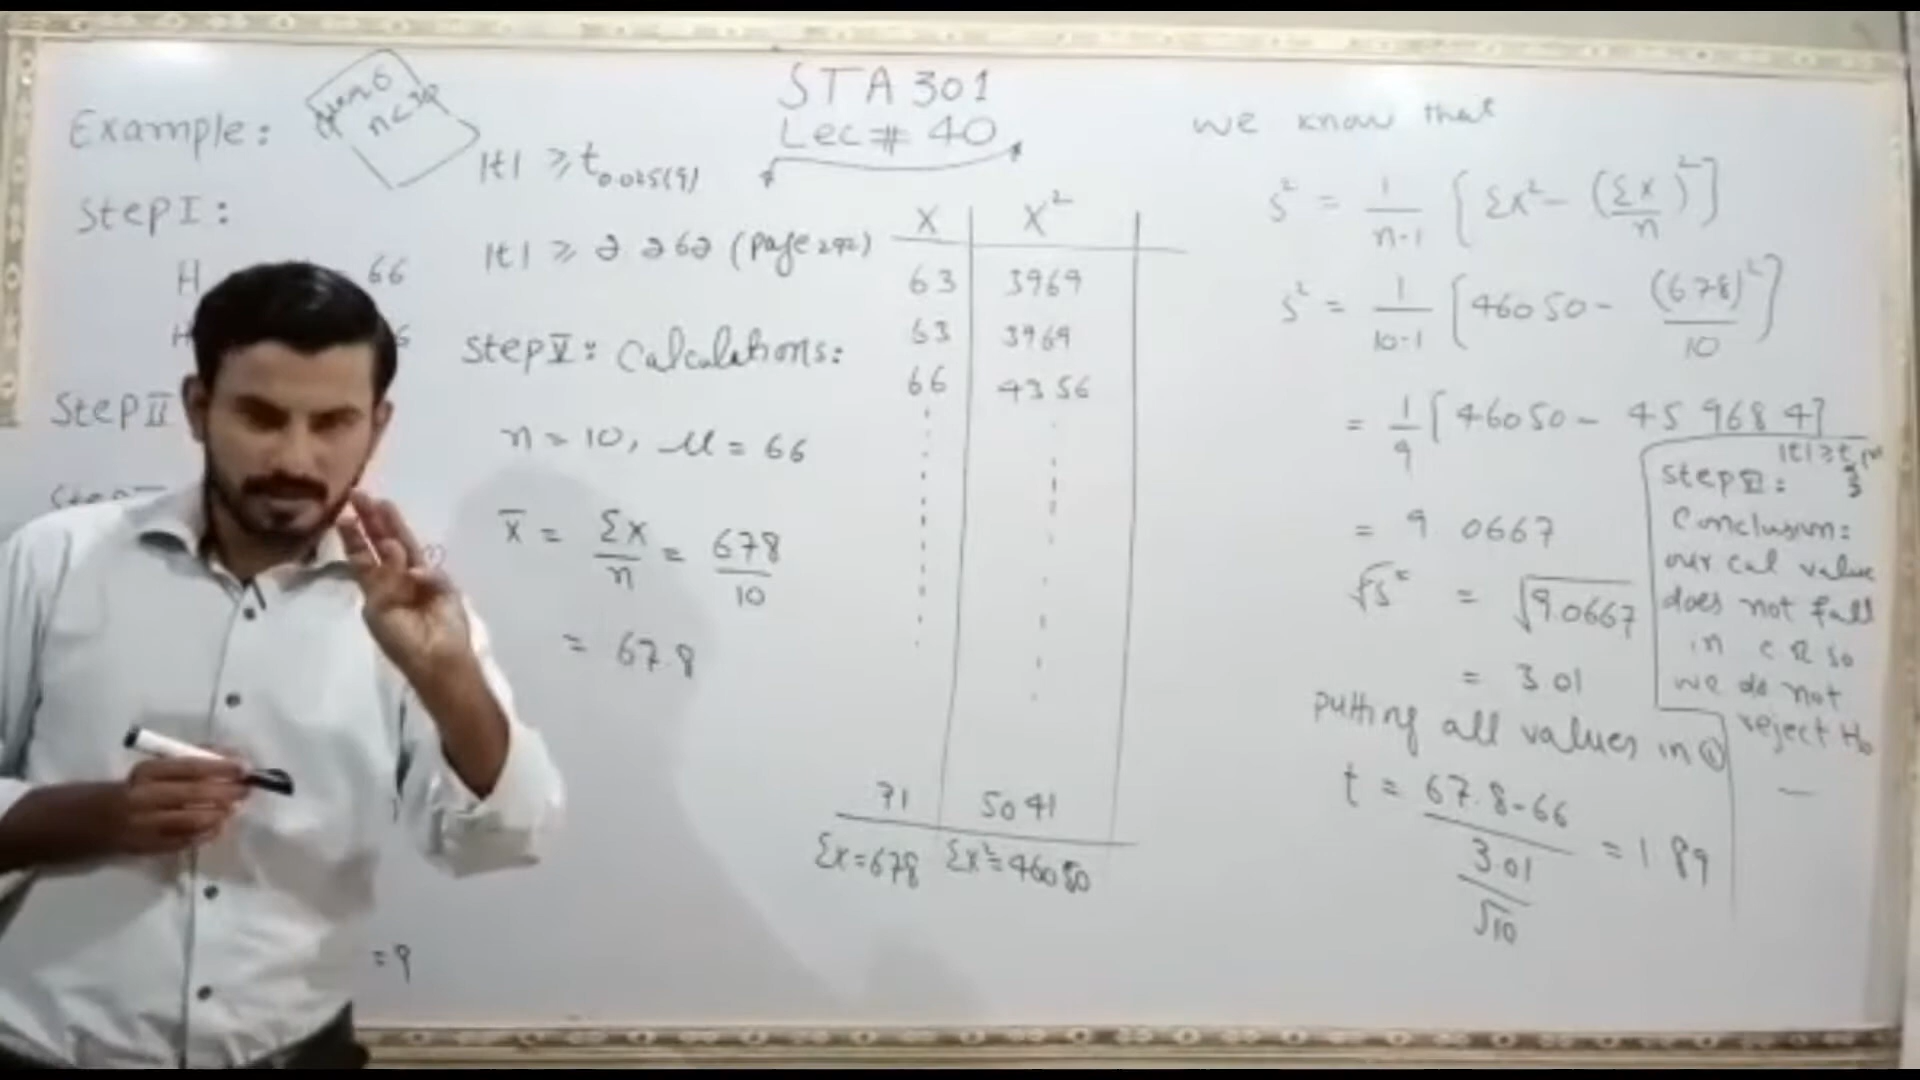 STA 301
Lec # 40
Example:
n<30
Step I:
H 66
H 6
Step II
= 9
|t| ≥ t0.025(9)
|t| ≥ 2 262 (Page 292)
Step V: Calculations:
n = 10, μ = 66
x̄ = Σx/n = 678/10
= 67.8
X X²
63 3969
63 3969
66 4356
71 5041
Σx=678 Σx²=46050
we know that
s² = 1/n-1 [Σx² - (Σx/n)²]
s² = 1/10-1 [46050 - (678)²/10]
= 1/9 [46050 - 45 968 4]
= 9 0667
√s² = √9.0667
= 3 01
putting all values in ①
t = 67.8-66 / 3.01/√10 = 1 89
|t| ≥ t
Step VI:
Conclusion:
our cal value
does not fall
in C R so
we do not
reject H₀